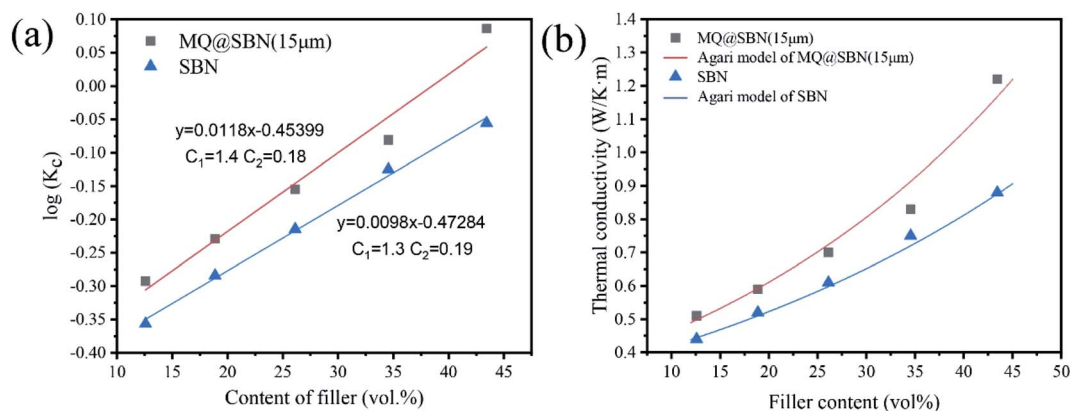 (a)
MQ@SBN(15μm)
SBN
y=0.0118x-0.45399
C₁=1.4 C₂=0.18
y=0.0098x-0.47284
C₁=1.3 C₂=0.19
log (K_C)
0.10
0.05
0.00
-0.05
-0.10
-0.15
-0.20
-0.25
-0.30
-0.35
-0.40
10 15 20 25 30 35 40 45
Content of filler (vol.%)
(b)
MQ@SBN(15μm)
Agari model of MQ@SBN(15μm)
SBN
Agari model of SBN
Thermal conductivity (W/K·m)
1.4
1.3
1.2
1.1
1.0
0.9
0.8
0.7
0.6
0.5
0.4
10 15 20 25 30 35 40 45 50
Filler content (vol%)